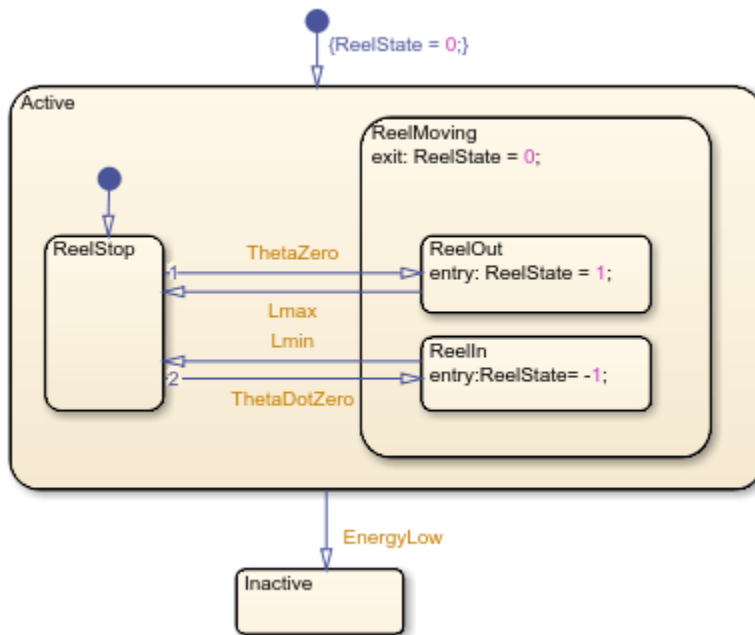 {ReelState = 0;}
Active
ReelMoving
exit: ReelState = 0;
ReelStop
ThetaZero
ReelOut
1
entry: ReelState = 1;
Lmax
Lmin
ReelIn
2
entry:ReelState= -1;
ThetaDotZero
EnergyLow
Inactive